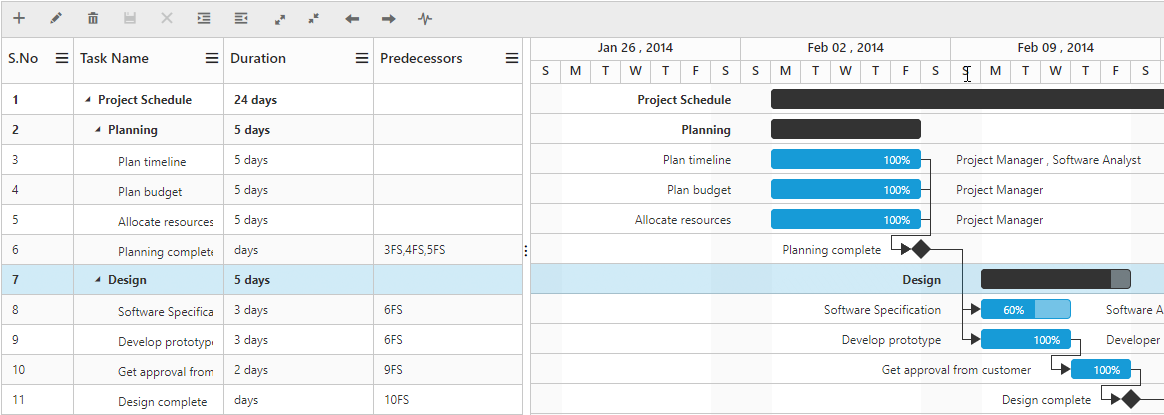 S.No Task Name Duration Predecessors
Jan 26 , 2014 Feb 02 , 2014 Feb 09 , 2014
S M T W T F S S M T W T F S S M T W T F S
1 Project Schedule 24 days Project Schedule
2 Planning 5 days Planning
3 Plan timeline 5 days Plan timeline 100% Project Manager , Software Analyst
4 Plan budget 5 days Plan budget 100% Project Manager
5 Allocate resources 5 days Allocate resources 100% Project Manager
6 Planning complete days 3FS,4FS,5FS Planning complete
7 Design 5 days Design
8 Software Specifica 3 days 6FS Software Specification 60% Software A
9 Develop prototype 3 days 6FS Develop prototype 100% Developer
10 Get approval from 2 days 9FS Get approval from customer 100%
11 Design complete days 10FS Design complete